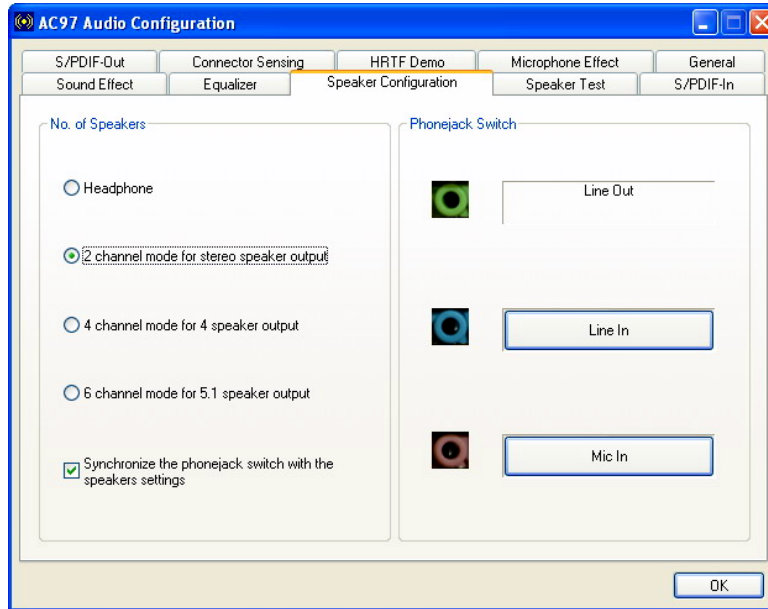 AC97 Audio Configuration
S/PDIF-Out
Connector Sensing
HRTF Demo
Microphone Effect
General
Sound Effect
Equalizer
Speaker Configuration
Speaker Test
S/PDIF-In
No. of Speakers
Headphone
2 channel mode for stereo speaker output
4 channel mode for 4 speaker output
6 channel mode for 5.1 speaker output
Synchronize the phonejack switch with the
speakers settings
Phonejack Switch
Line Out
Line In
Mic In
OK